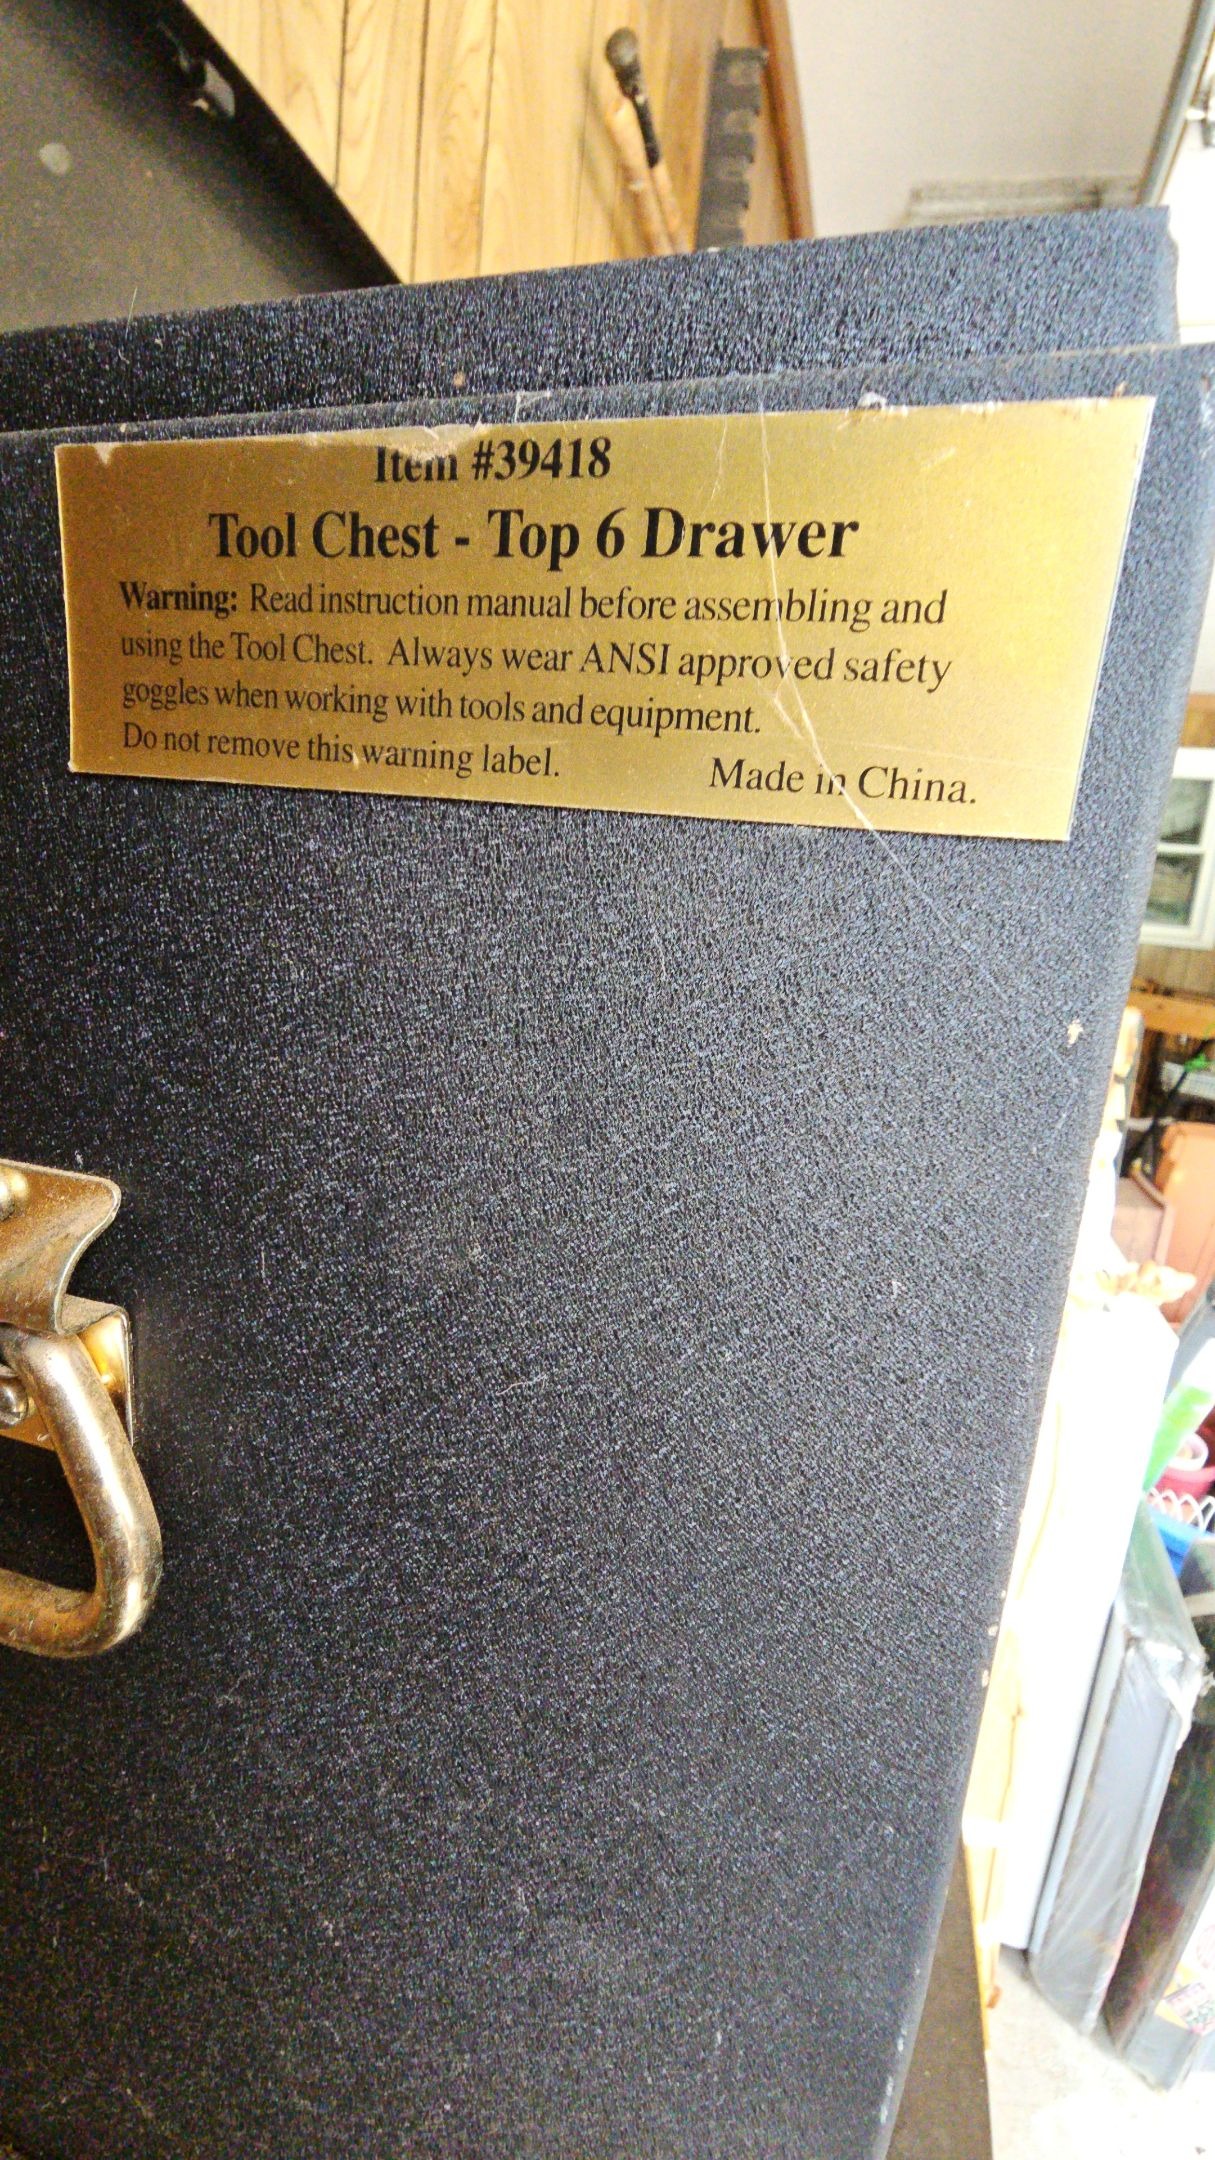 Item #39418
Tool Chest - Top 6 Drawer
Warning: Read instruction manual before assembling and
using the Tool Chest. Always wear ANSI approved safety
goggles when working with tools and equipment.
Do not remove this warning label. Made in China.